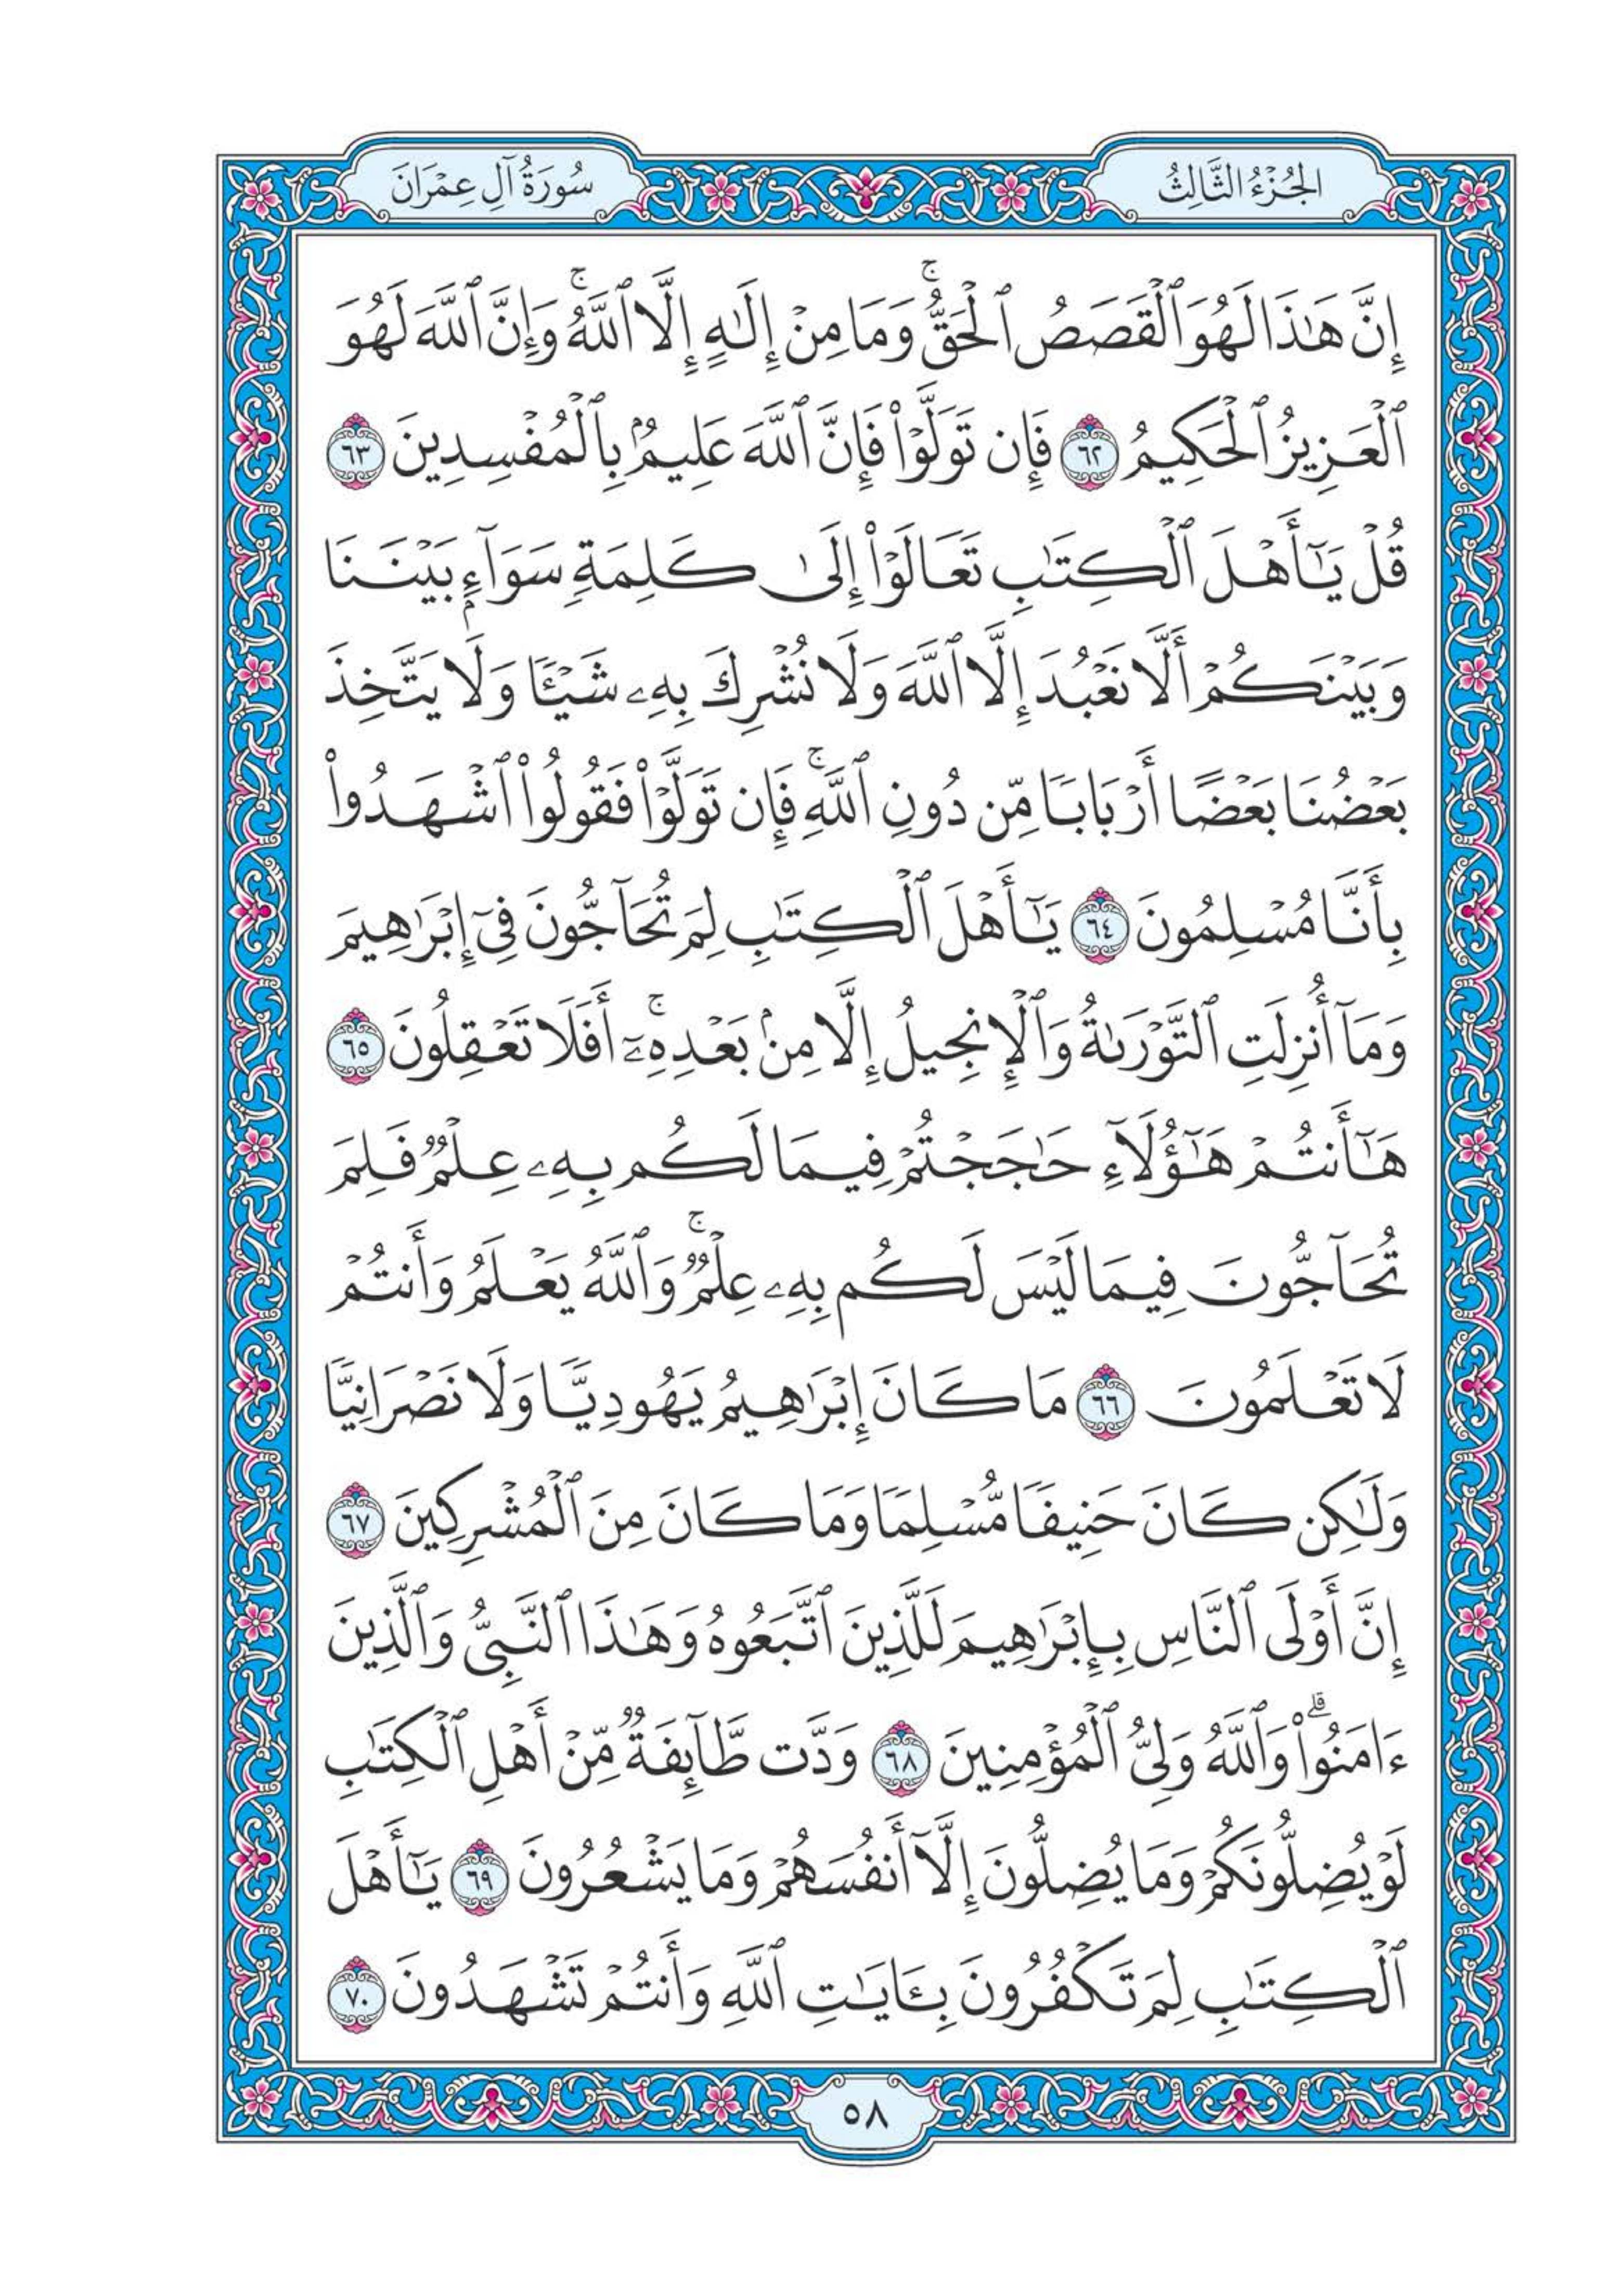 الجُزْءُ الثَّالِثُ
سُورَةُ آلِ عِمْرَانَ
إِنَّ هَٰذَا لَهُوَ ٱلْقَصَصُ ٱلْحَقُّۚ وَمَا مِنْ إِلَٰهٍ إِلَّا ٱللَّهُۚ وَإِنَّ ٱللَّهَ لَهُوَ
ٱلْعَزِيزُ ٱلْحَكِيمُ ٦٢ فَإِن تَوَلَّوْا۟ فَإِنَّ ٱللَّهَ عَلِيمٌۢ بِٱلْمُفْسِدِينَ ٦٣
قُلْ يَٰٓأَهْلَ ٱلْكِتَٰبِ تَعَالَوْا۟ إِلَىٰ كَلِمَةٍ سَوَآءٍۭ بَيْنَنَا
وَبَيْنَكُمْ أَلَّا نَعْبُدَ إِلَّا ٱللَّهَ وَلَا نُشْرِكَ بِهِۦ شَيْـًٔا وَلَا يَتَّخِذَ
بَعْضُنَا بَعْضًا أَرْبَابًا مِّن دُونِ ٱللَّهِۚ فَإِن تَوَلَّوْا۟ فَقُولُوا۟ ٱشْهَدُوا۟
بِأَنَّا مُسْلِمُونَ ٦٤ يَٰٓأَهْلَ ٱلْكِتَٰبِ لِمَ تُحَآجُّونَ فِىٓ إِبْرَٰهِيمَ
وَمَآ أُنزِلَتِ ٱلتَّوْرَىٰةُ وَٱلْإِنجِيلُ إِلَّا مِنۢ بَعْدِهِۦٓۚ أَفَلَا تَعْقِلُونَ ٦٥
هَٰٓأَنتُمْ هَٰٓؤُلَآءِ حَٰجَجْتُمْ فِيمَا لَكُم بِهِۦ عِلْمٌ فَلِمَ
تُحَآجُّونَ فِيمَا لَيْسَ لَكُم بِهِۦ عِلْمٌۚ وَٱللَّهُ يَعْلَمُ وَأَنتُمْ
لَا تَعْلَمُونَ ٦٦ مَا كَانَ إِبْرَٰهِيمُ يَهُودِيًّا وَلَا نَصْرَانِيًّا
وَلَٰكِن كَانَ حَنِيفًا مُّسْلِمًا وَمَا كَانَ مِنَ ٱلْمُشْرِكِينَ ٦٧
إِنَّ أَوْلَى ٱلنَّاسِ بِإِبْرَٰهِيمَ لَلَّذِينَ ٱتَّبَعُوهُ وَهَٰذَا ٱلنَّبِىُّ وَٱلَّذِينَ
ءَامَنُوا۟ۗ وَٱللَّهُ وَلِىُّ ٱلْمُؤْمِنِينَ ٦٨ وَدَّت طَّآئِفَةٌ مِّنْ أَهْلِ ٱلْكِتَٰبِ
لَوْ يُضِلُّونَكُمْ وَمَا يُضِلُّونَ إِلَّآ أَنفُسَهُمْ وَمَا يَشْعُرُونَ ٦٩ يَٰٓأَهْلَ
ٱلْكِتَٰبِ لِمَ تَكْفُرُونَ بِـَٔايَٰتِ ٱللَّهِ وَأَنتُمْ تَشْهَدُونَ ٧٠
٥٨